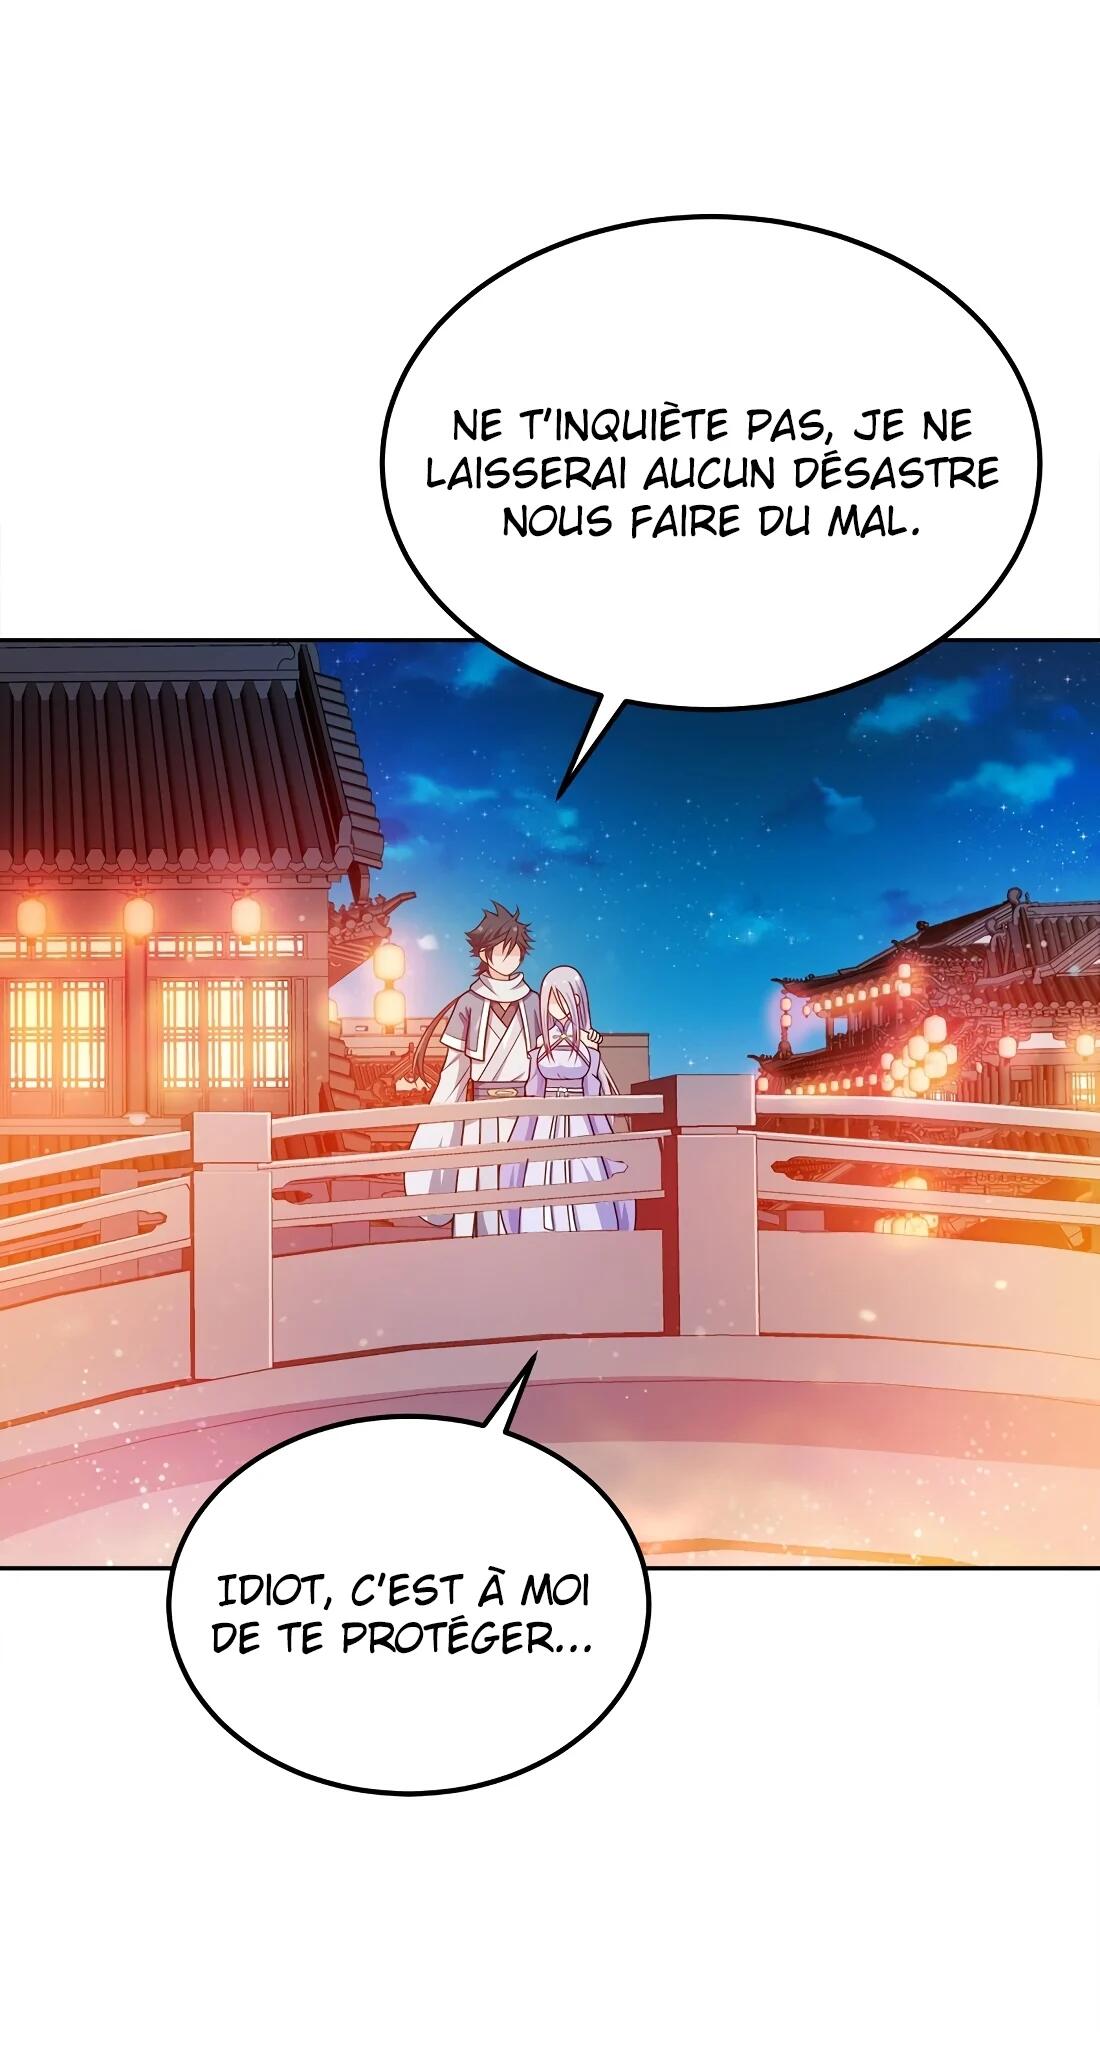 NE T'INQUIÈTE PAS, JE NE
LAISSERAI AUCUN DÉSASTRE
NOUS FAIRE DU MAL.
IDIOT, C'EST À MOI
DE TE PROTÉGER...